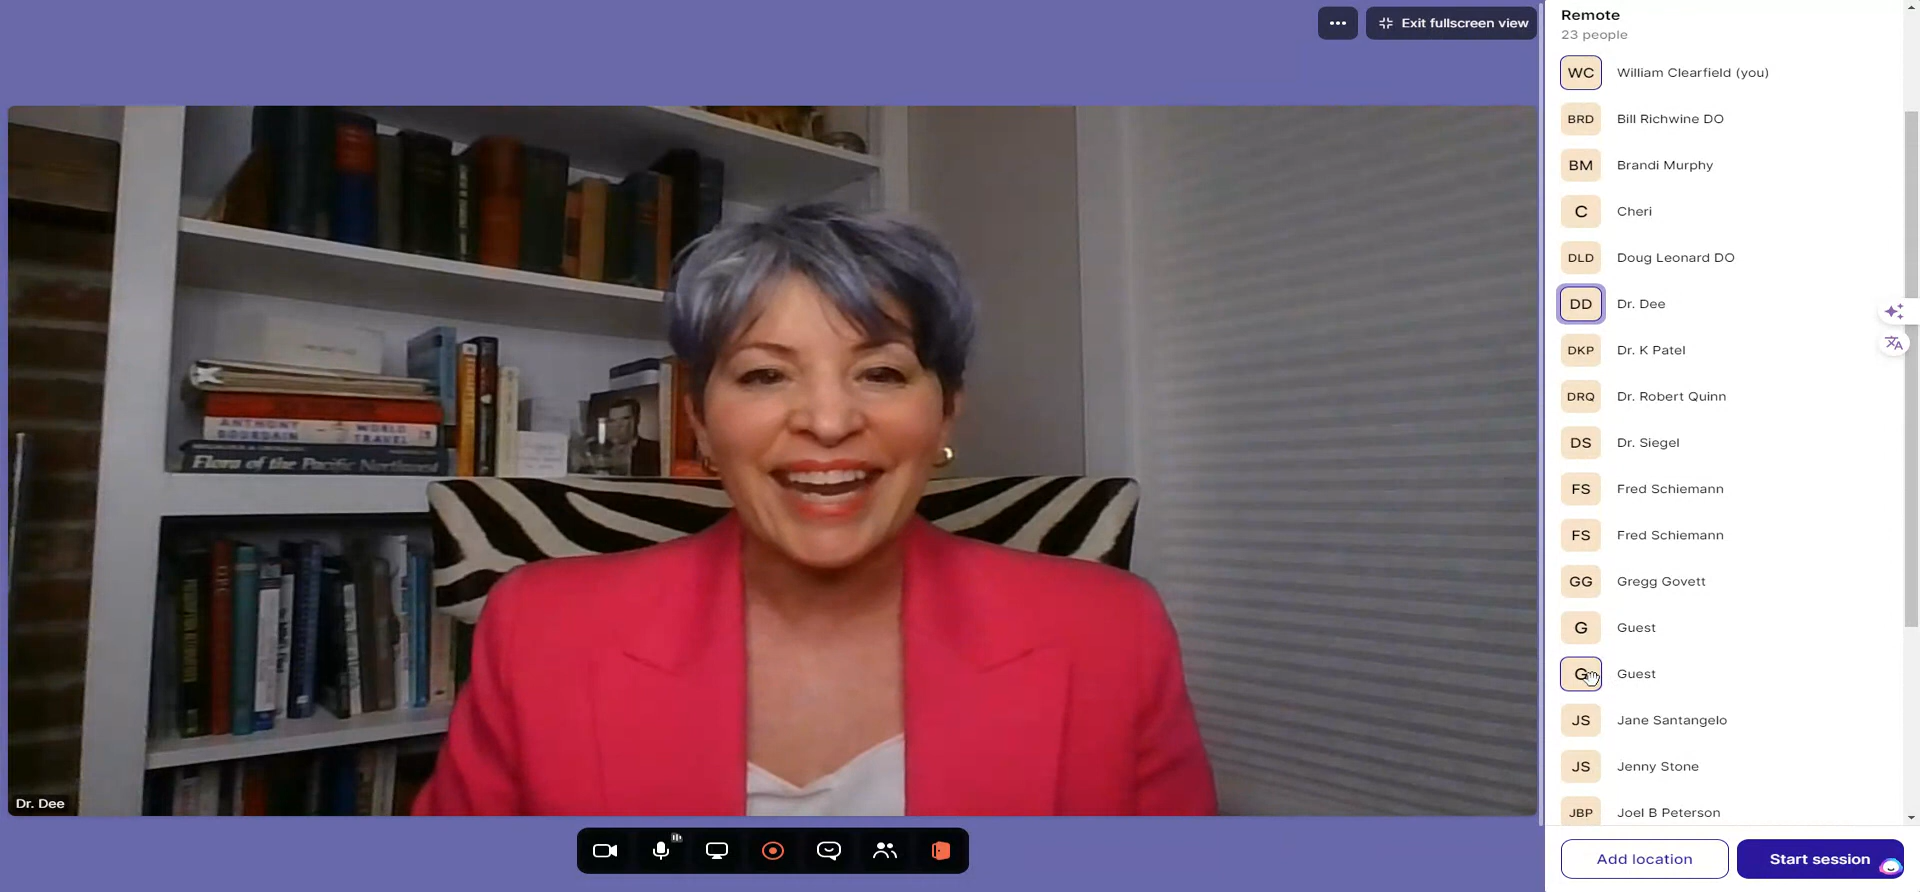 Exit fullscreen view
Remote
23 people
WC William Clearfield (you)
BRD Bill Richwine DO
BM Brandi Murphy
C Cheri
DLD Doug Leonard DO
DD Dr. Dee
DKP Dr. K Patel
DRQ Dr. Robert Quinn
DS Dr. Siegel
FS Fred Schiemann
FS Fred Schiemann
GG Gregg Govett
G Guest
G Guest
JS Jane Santangelo
JS Jenny Stone
JBP Joel B Peterson
ANTHONY WORLD
BOURDAIN TRAVEL
Flora of the Pacific Northwest
Dr. Dee
Add location
Start session